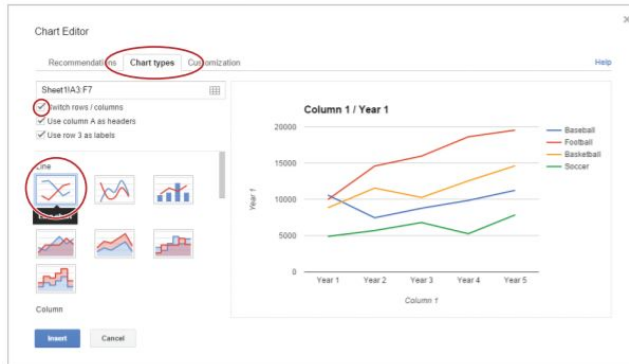 Chart Editor
Recommendations
Chart types
Customization
Help
Sheet1!A3:F7
Switch rows / columns
Use column A as headers
Use row 3 as labels
Line
Column
Insert
Cancel
Column 1 / Year 1
20000
15000
10000
5000
0
Year 1
Year 1
Year 2
Year 3
Year 4
Year 5
Column 1
Baseball
Football
Basketball
Soccer